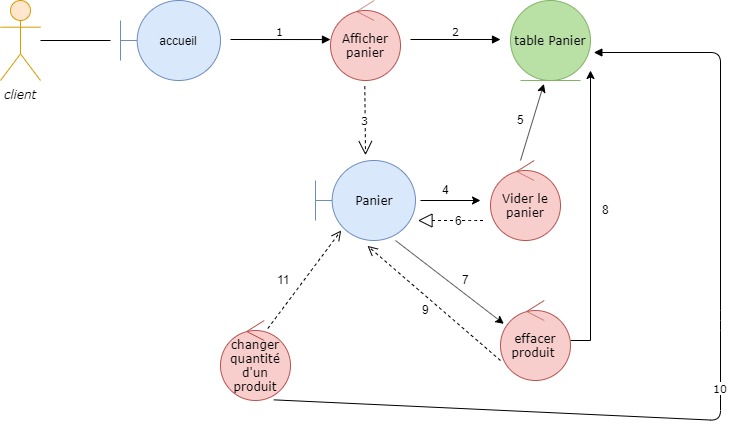 client
accueil
1
Afficher
panier
2
table Panier
3
5
Panier
4
Vider le
panier
6
8
11
7
9
changer
quantité
d'un
produit
effacer
produit
10